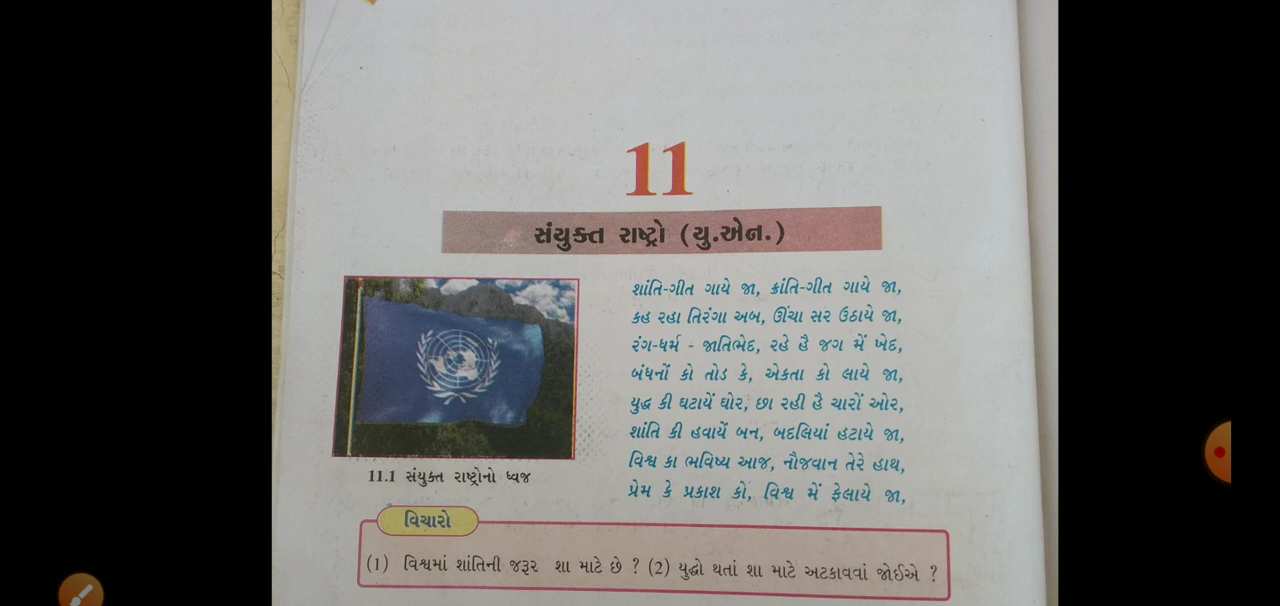 11
સંયુક્ત રાષ્ટ્રો (યુ.એન.)
શાંતિ-ગીત ગાયે જા, ક્રાંતિ-ગીત ગાયે જા,
કહ રહા તિરંગા અબ, ઊંચા સર ઉઠાયે જા,
રંગ-ધર્મ - જાતિભેદ, રહે હૈ જગ મેં ખેદ,
બંધનોં કો તોડ કે, એકતા કો લાયે જા,
યુદ્ધ કી ઘટાયેં ઘોર, છા રહી હૈ ચારોં ઓર,
શાંતિ કી હવાયેં બન, બદલિયાં હટાયે જા,
વિશ્વ કા ભવિષ્ય આજ, નૌજવાન તેરે હાથ,
પ્રેમ કે પ્રકાશ કો, વિશ્વ મેં ફેલાયે જા,
11.1 સંયુક્ત રાષ્ટ્રોનો ધ્વજ
વિચારો
(1) વિશ્વમાં શાંતિની જરૂર શા માટે છે ? (2) યુદ્ધો થતાં શા માટે અટકાવવાં જોઈએ ?